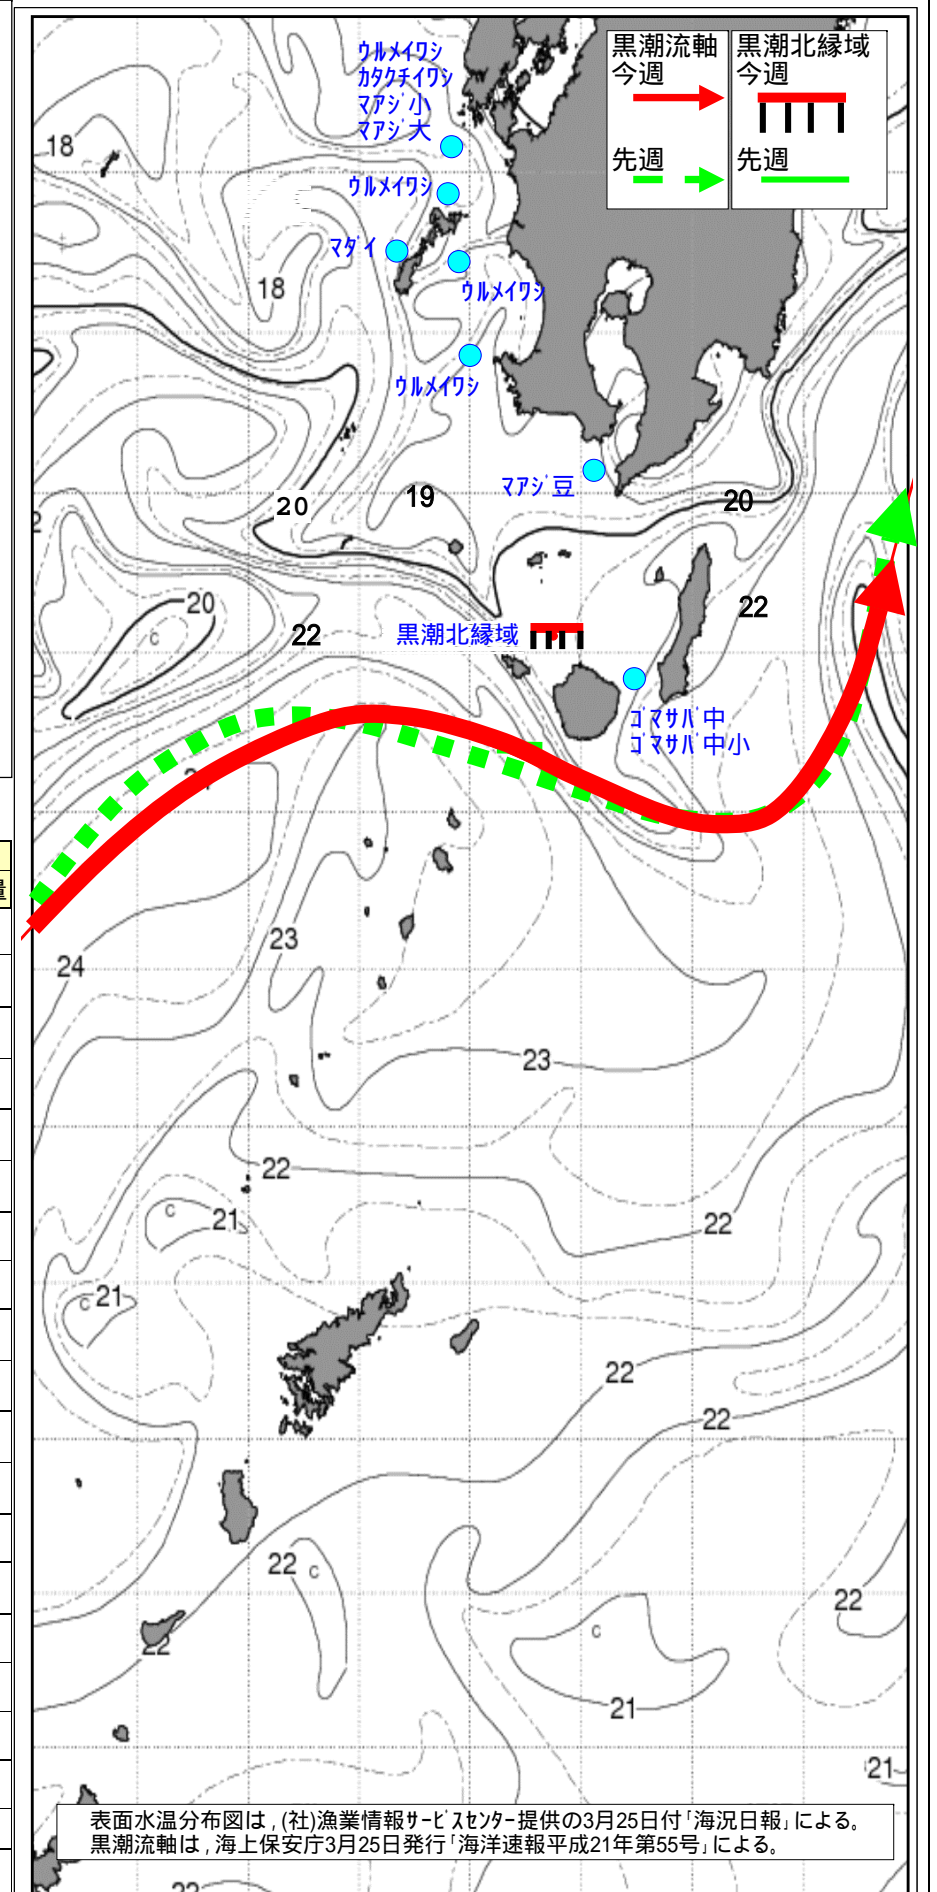 ウルメイワシ
カタクチイワシ
マアジ小
マアジ大
黒潮流軸
今週
先週
黒潮北縁域
今週
先週
18
ウルメイワシ
マダイ
ウルメイワシ
18
ウルメイワシ
マアジ豆
20
19
20
20
22
22
黒潮北縁域
C
ゴマサバ中
ゴマサバ中小
量
23
24
23
22
C
21
22
C
21
22
22
22
C
22
22
C
21
21
表面水温分布図は,(社)漁業情報サービスセンター提供の3月25日付「海況日報」による。
黒潮流軸は,海上保安庁3月25日発行「海洋速報平成21年第55号」による。
22